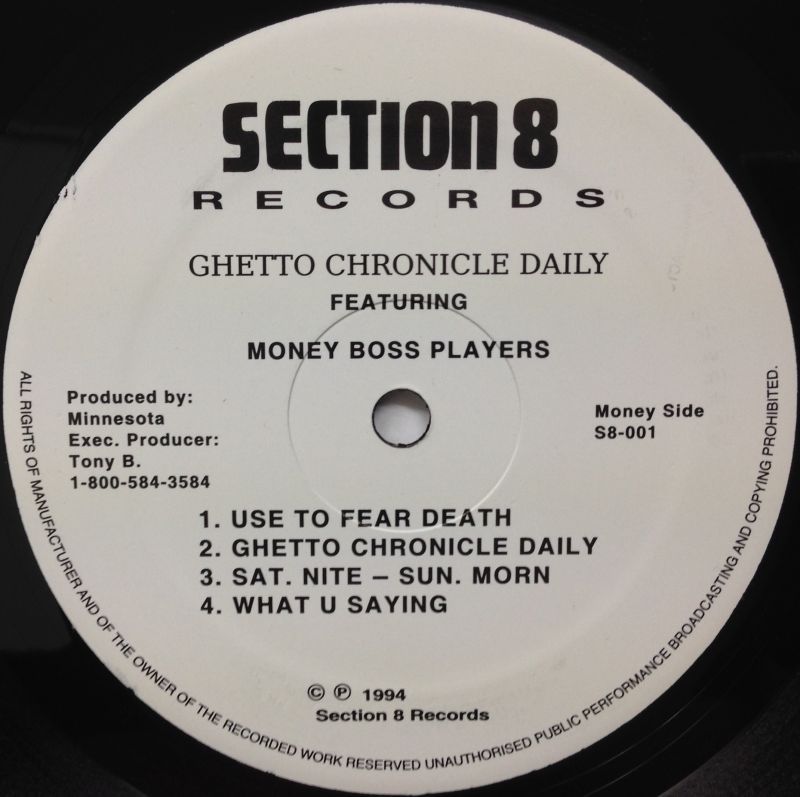 SECTION 8
RECORDS
GHETTO CHRONICLE DAILY
FEATURING
MONEY BOSS PLAYERS
Produced by:
Minnesota
Exec. Producer:
Tony B.
1-800-584-3584
Money Side
S8-001
1. USE TO FEAR DEATH
2. GHETTO CHRONICLE DAILY
3. SAT. NITE – SUN. MORN
4. WHAT U SAYING
© ℗ 1994
Section 8 Records
ALL RIGHTS OF MANUFACTURER AND OF THE OWNER OF THE RECORDED WORK RESERVED UNAUTHORISED PUBLIC PERFORMANCE BROADCASTING AND COPYING PROHIBITED.